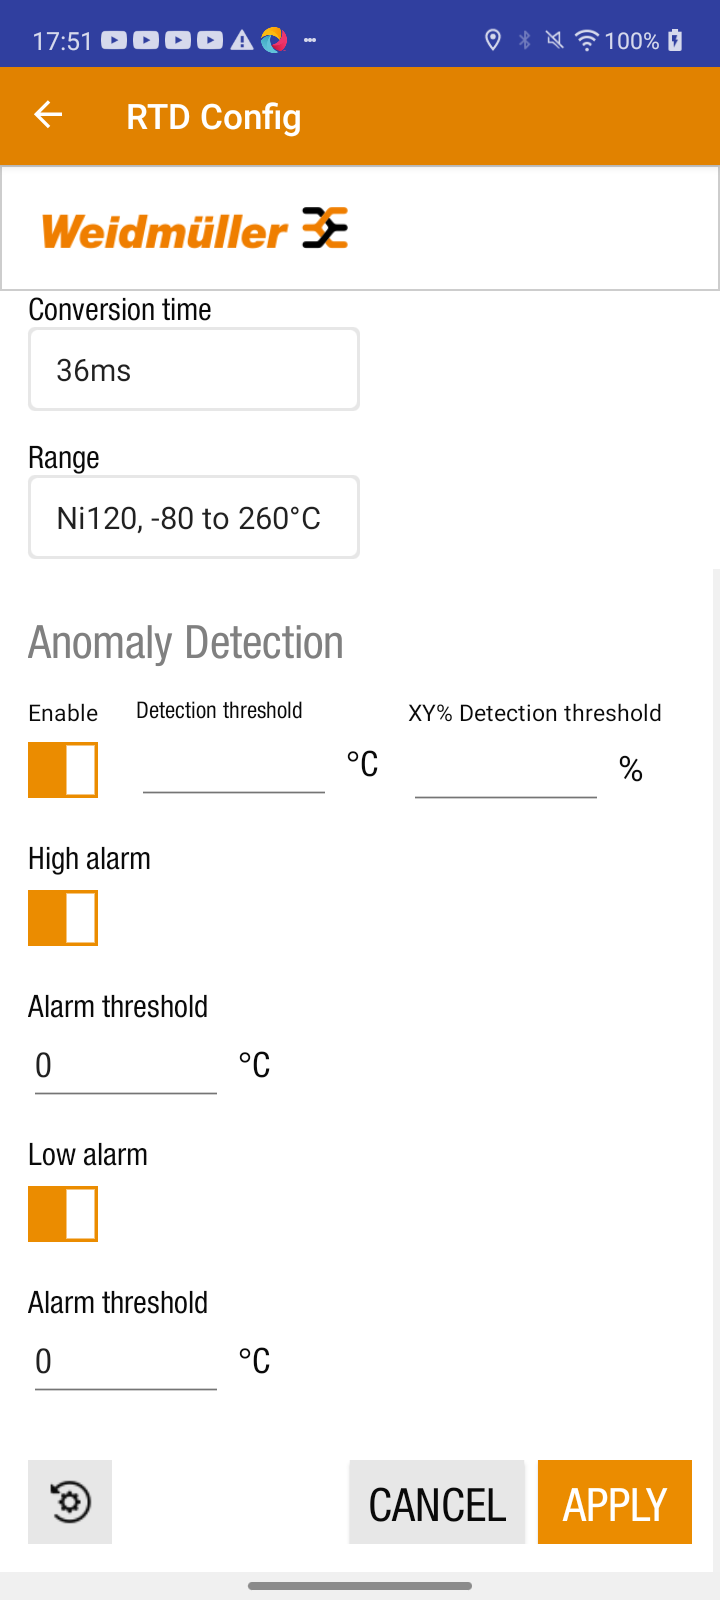 17:51 100%
RTD Config
Weidmüller
Conversion time
36ms
Range
Ni120, -80 to 260°C
Anomaly Detection
Enable Detection threshold XY% Detection threshold
°C %
High alarm
Alarm threshold
0 °C
Low alarm
Alarm threshold
0 °C
CANCEL APPLY